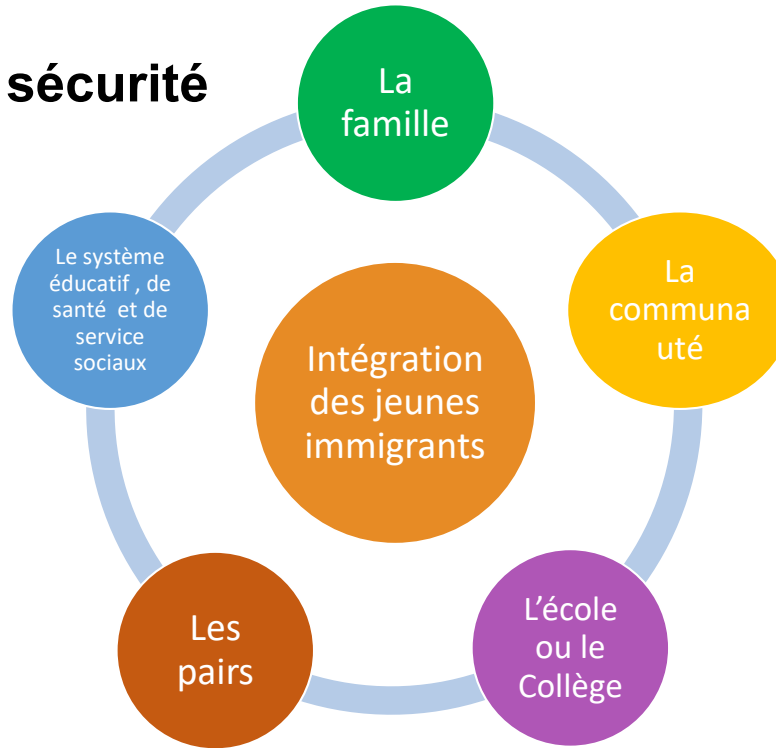 sécurité
La
famille
La
communa
uté
L’école
ou le
Collège
Les
pairs
Le système
éducatif , de
santé et de
service
sociaux
Intégration
des jeunes
immigrants